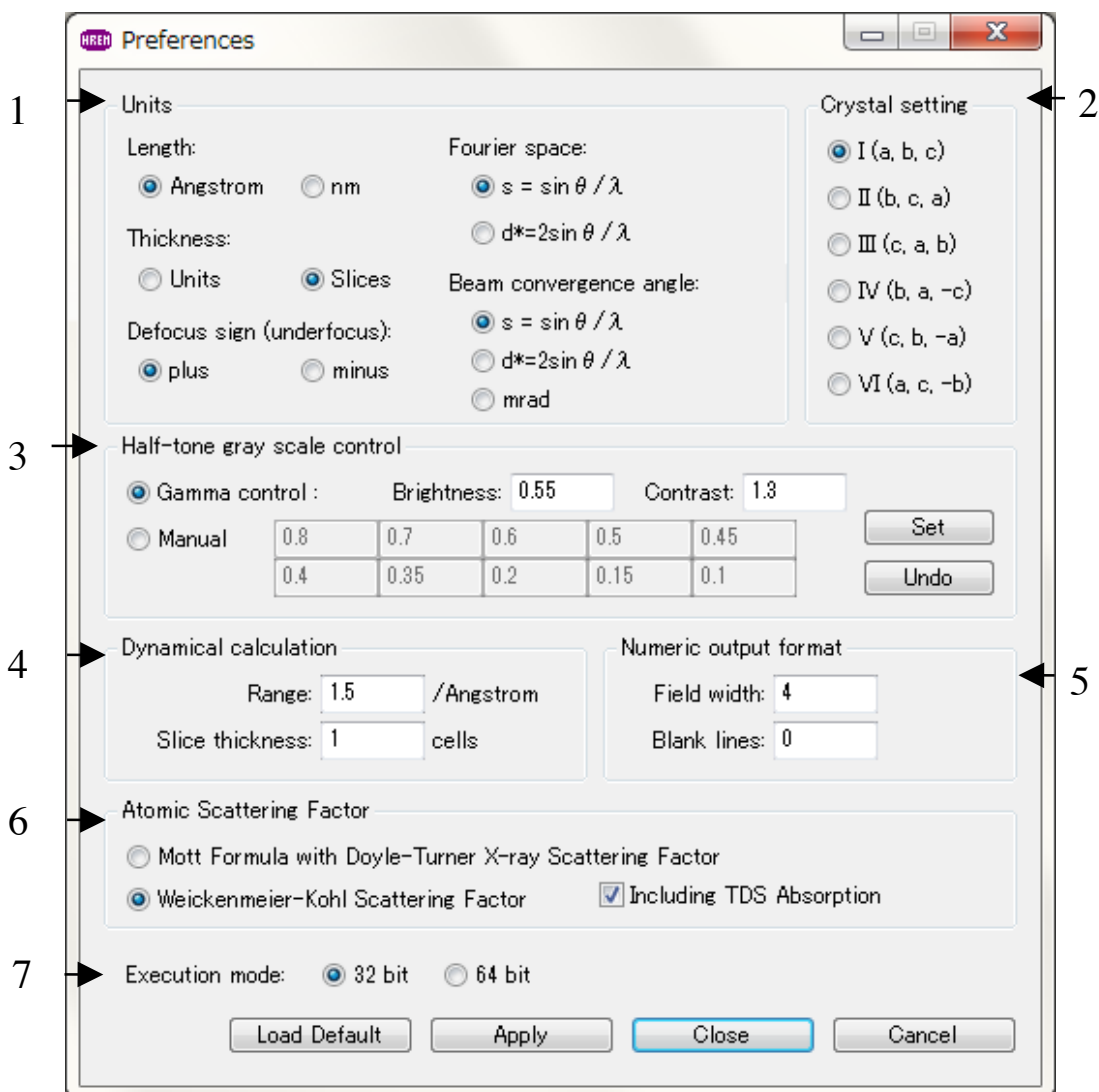 HREM Preferences
1 Units
Length:
Angstrom nm
Thickness:
Units Slices
Defocus sign (underfocus):
plus minus
Fourier space:
s = sin θ / λ
d*=2sin θ / λ
Beam convergence angle:
s = sin θ / λ
d*=2sin θ / λ
mrad
Crystal setting 2
I (a, b, c)
Ⅱ (b, c, a)
Ⅲ (c, a, b)
Ⅳ (b, a, -c)
V (c, b, -a)
Ⅵ (a, c, -b)
3 Half-tone gray scale control
Gamma control : Brightness: 0.55 Contrast: 1.3
Manual 0.8 0.7 0.6 0.5 0.45 Set
0.4 0.35 0.2 0.15 0.1 Undo
4 Dynamical calculation
Range: 1.5 /Angstrom
Slice thickness: 1 cells
Numeric output format
Field width: 4 5
Blank lines: 0
6 Atomic Scattering Factor
Mott Formula with Doyle-Turner X-ray Scattering Factor
Weickenmeier-Kohl Scattering Factor Including TDS Absorption
7 Execution mode: 32 bit 64 bit
Load Default Apply Close Cancel